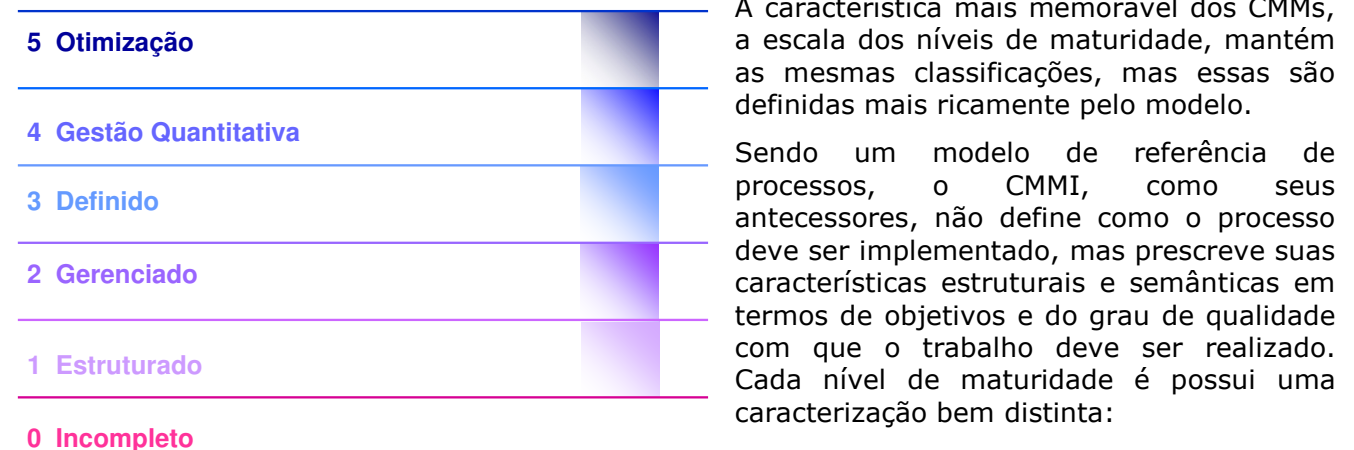 5 Otimização
4 Gestão Quantitativa
3 Definido
2 Gerenciado
1 Estruturado
0 Incompleto
A característica mais memorável dos CMMs,
a escala dos níveis de maturidade, mantém
as mesmas classificações, mas essas são
definidas mais ricamente pelo modelo.
Sendo um modelo de referência de
processos, o CMMI, como seus
antecessores, não define como o processo
deve ser implementado, mas prescreve suas
características estruturais e semânticas em
termos de objetivos e do grau de qualidade
com que o trabalho deve ser realizado.
Cada nível de maturidade é possui uma
caracterização bem distinta: